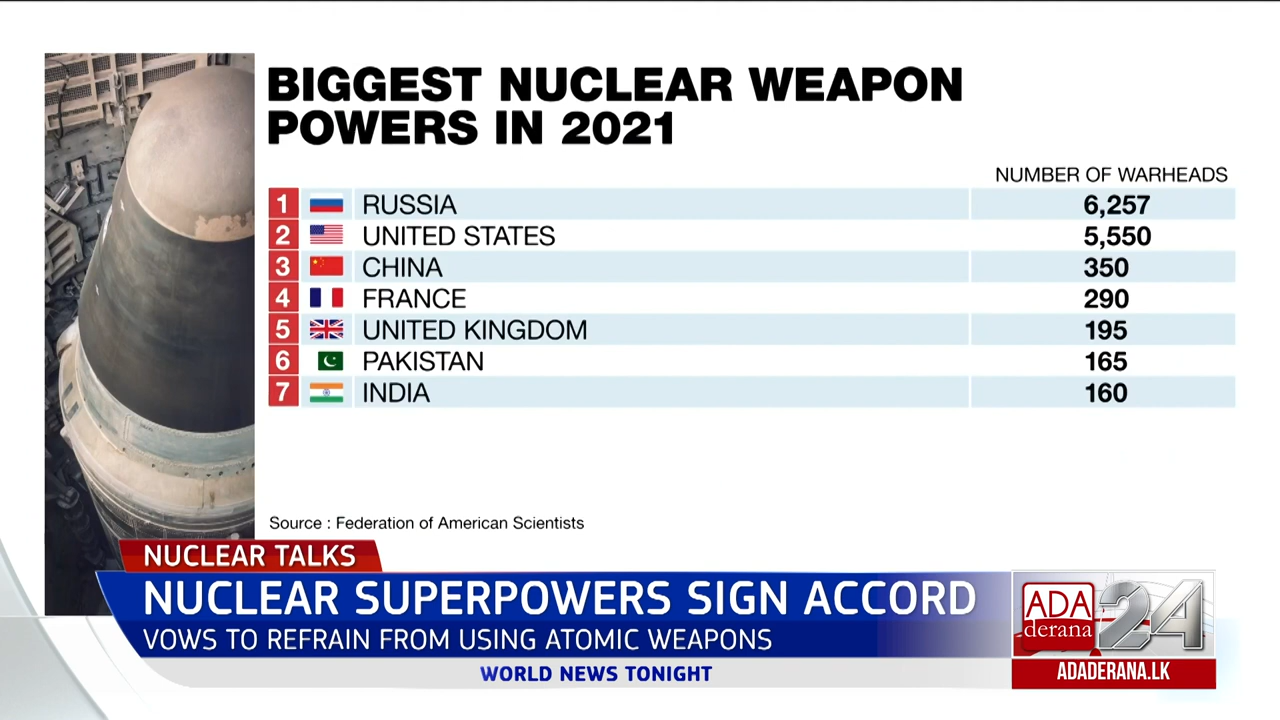 BIGGEST NUCLEAR WEAPON
POWERS IN 2021
NUMBER OF WARHEADS
1 RUSSIA 6,257
2 UNITED STATES 5,550
3 CHINA 350
4 FRANCE 290
5 UNITED KINGDOM 195
6 PAKISTAN 165
7 INDIA 160
Source : Federation of American Scientists
NUCLEAR TALKS
NUCLEAR SUPERPOWERS SIGN ACCORD
VOWS TO REFRAIN FROM USING ATOMIC WEAPONS
WORLD NEWS TONIGHT
ADA
derana
24
ADADERANA.LK